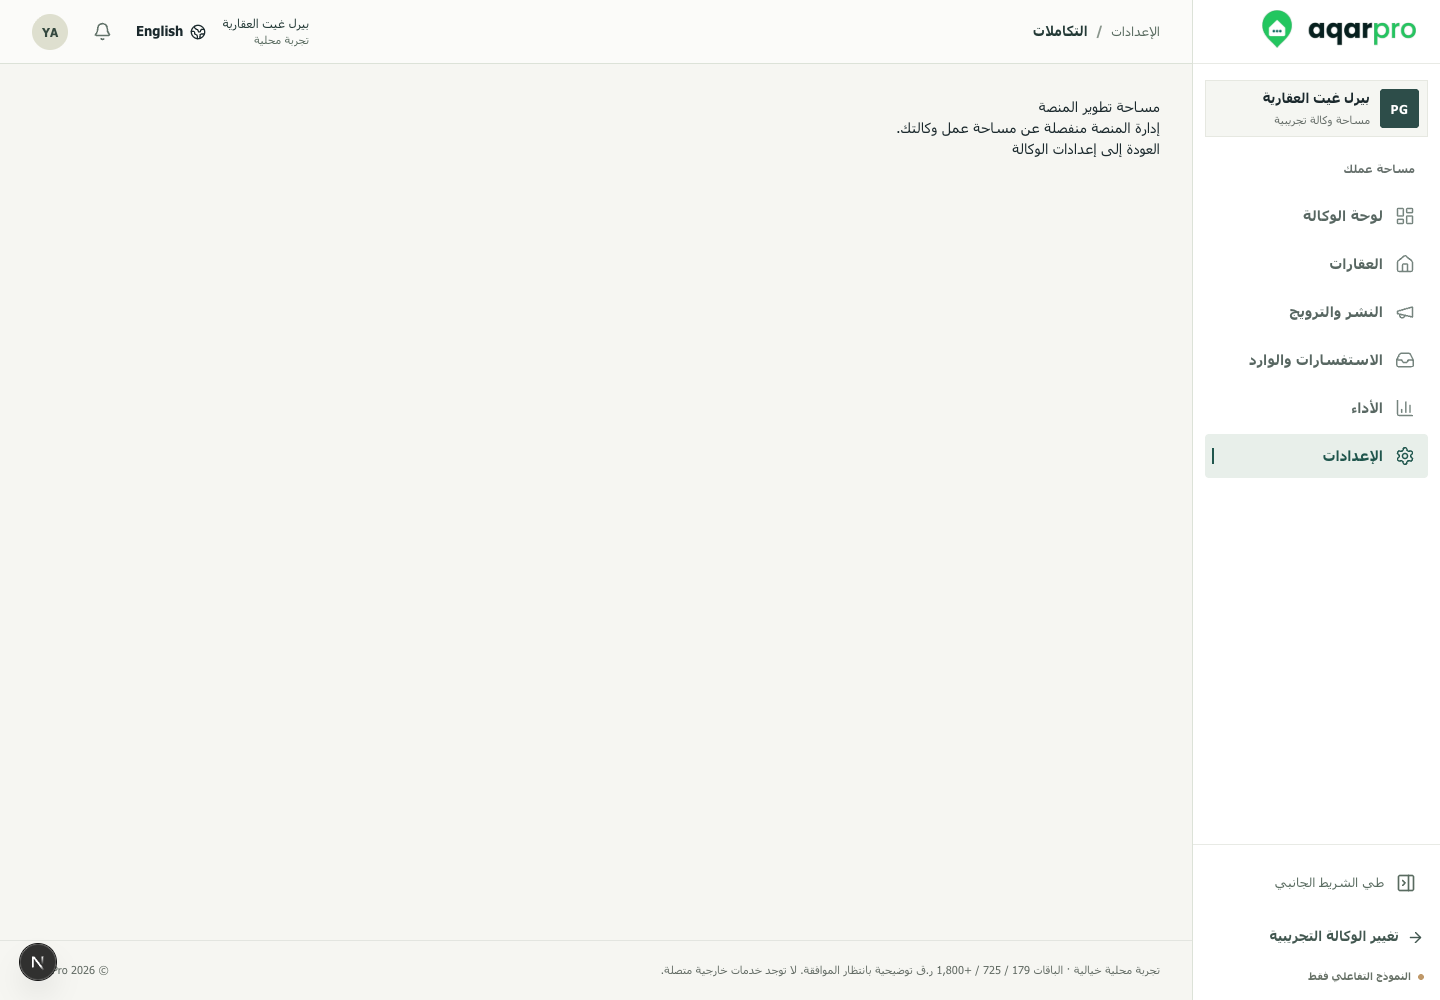 aqarpro
PG
بيرل غيت العقارية
مساحة وكالة تجريبية
مساحة عملك
لوحة الوكالة
العقارات
النشر والترويج
الاستفسارات والوارد
الأداء
الإعدادات
طي الشريط الجانبي
تغيير الوكالة التجريبية
النموذج التفاعلي فقط
الإعدادات / التكاملات
بيرل غيت العقارية
تجربة محلية
English
YA
مساحة تطوير المنصة
إدارة المنصة منفصلة عن مساحة عمل وكالتك.
العودة إلى إعدادات الوكالة
تجربة محلية خيالية · الباقات 179 / 725 / +1,800 ر.ق توضيحية بانتظار الموافقة. لا توجد خدمات خارجية متصلة.
© 2026
N